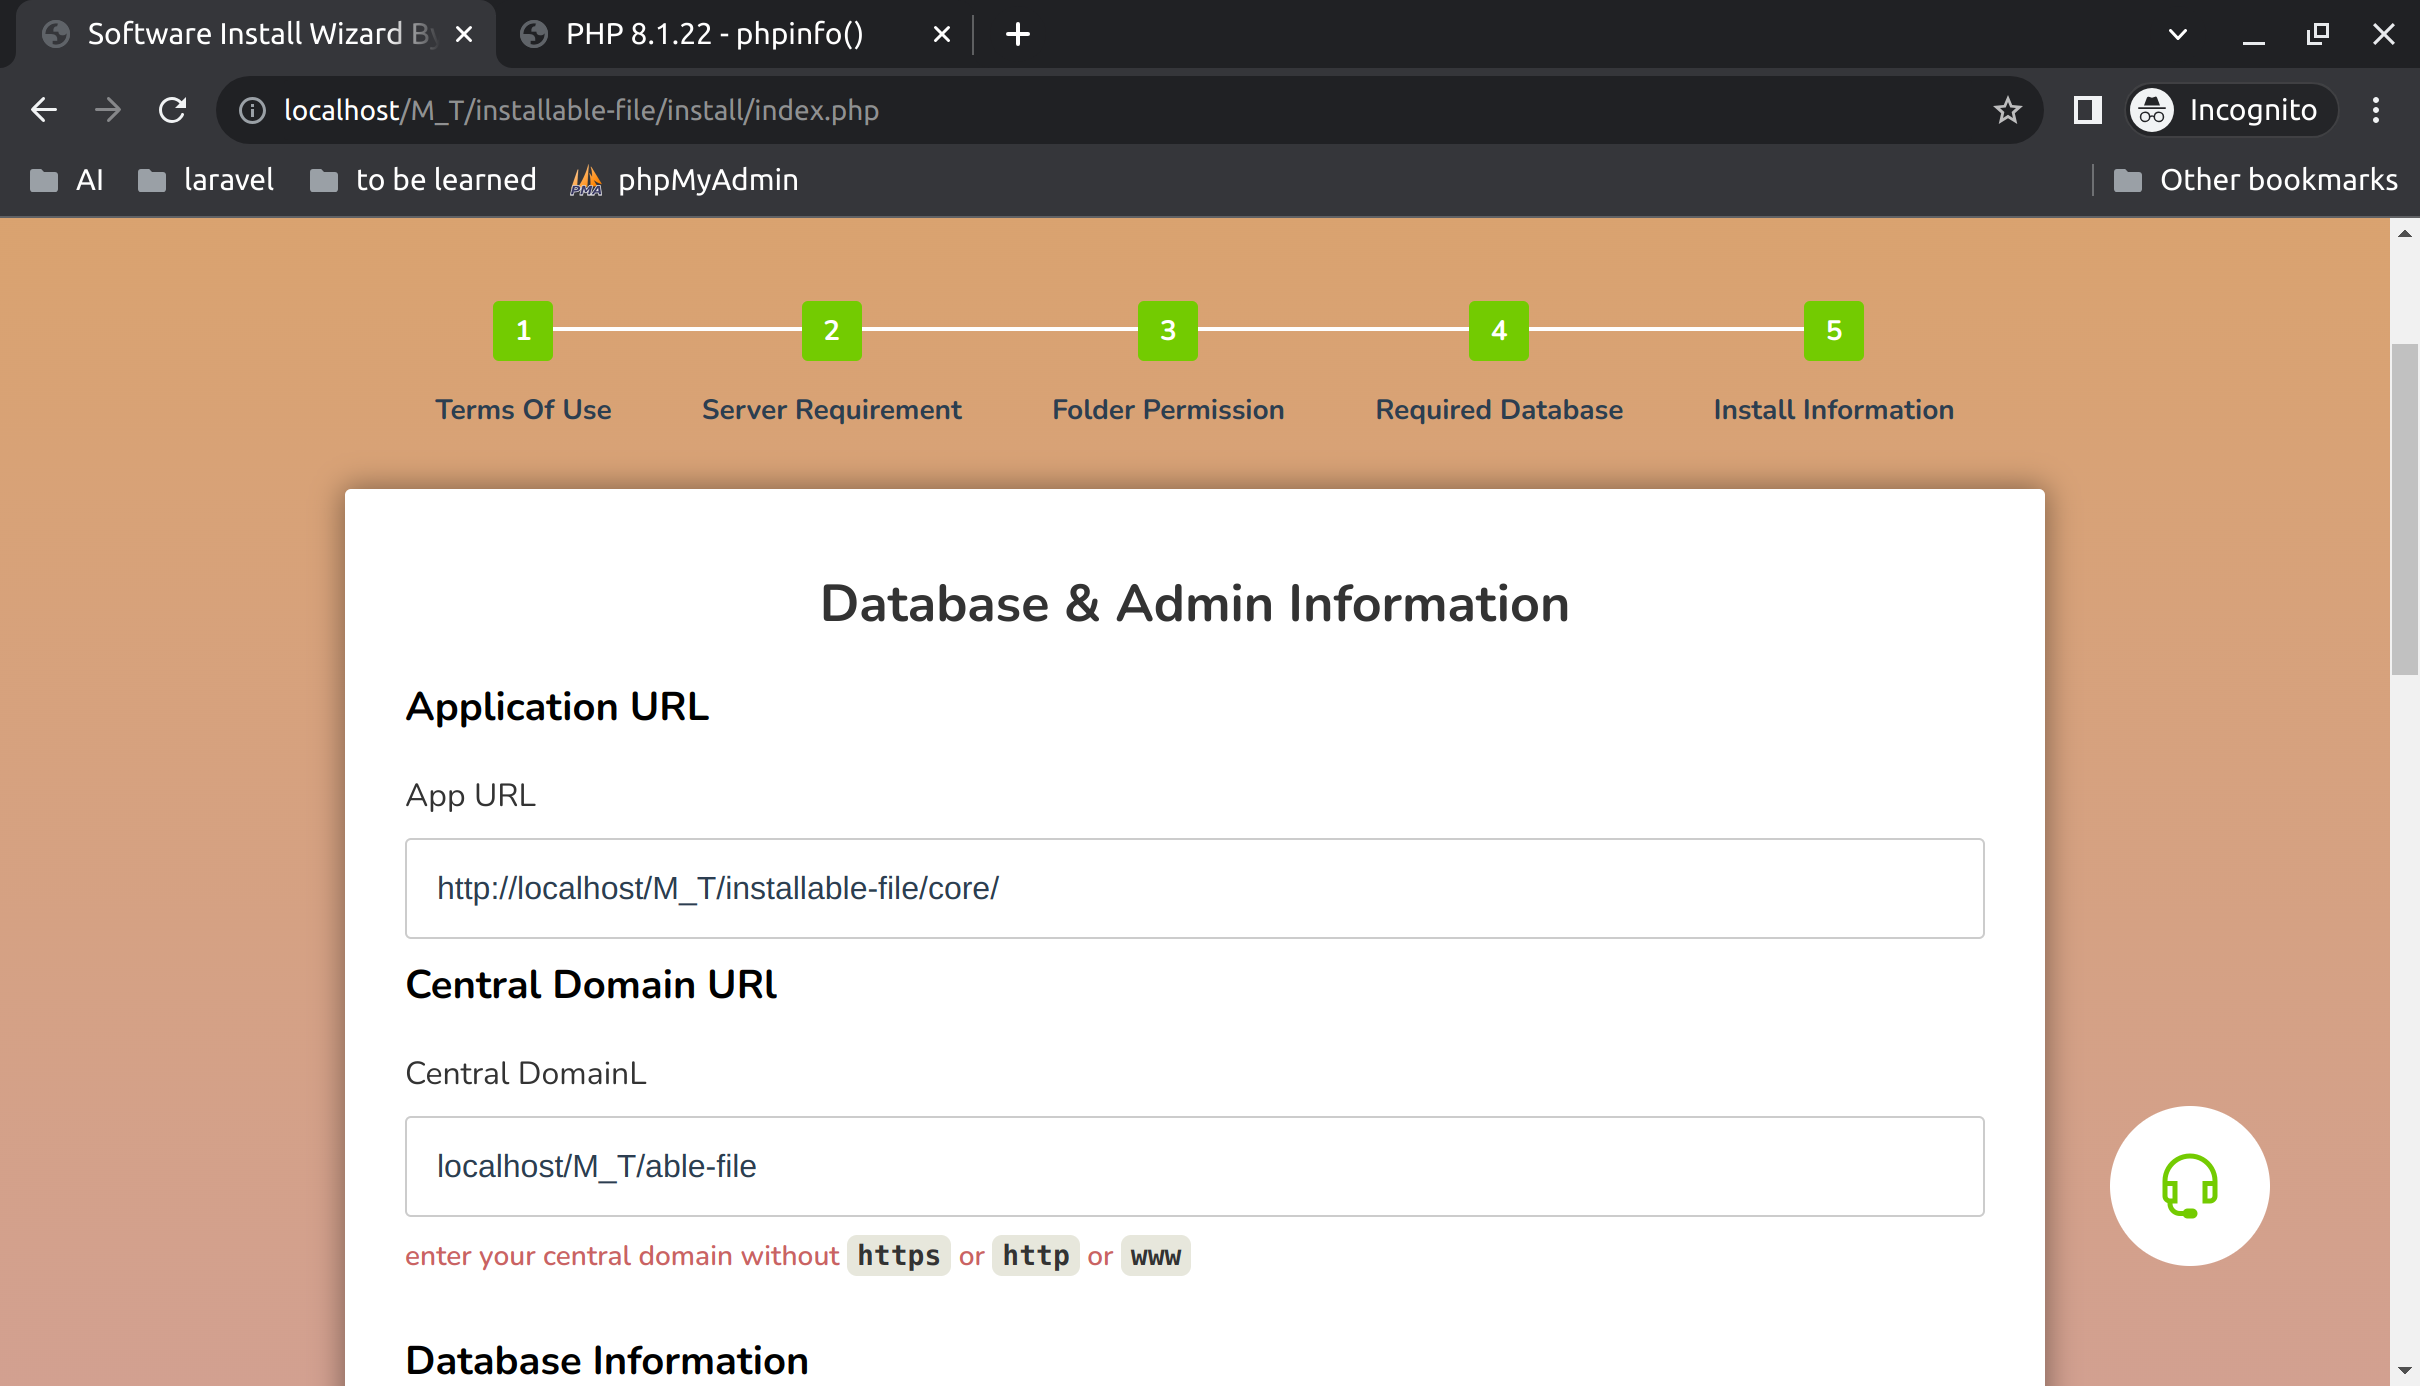 Software Install Wizard By
PHP 8.1.22 - phpinfo()
localhost/M_T/installable-file/install/index.php
Incognito
AI
laravel
to be learned
PMA
phpMyAdmin
Other bookmarks
1
2
3
4
5
Terms Of Use
Server Requirement
Folder Permission
Required Database
Install Information
Database & Admin Information
Application URL
App URL
http://localhost/M_T/installable-file/core/
Central Domain URl
Central DomainL
localhost/M_T/able-file
enter your central domain without https or http or www
Database Information